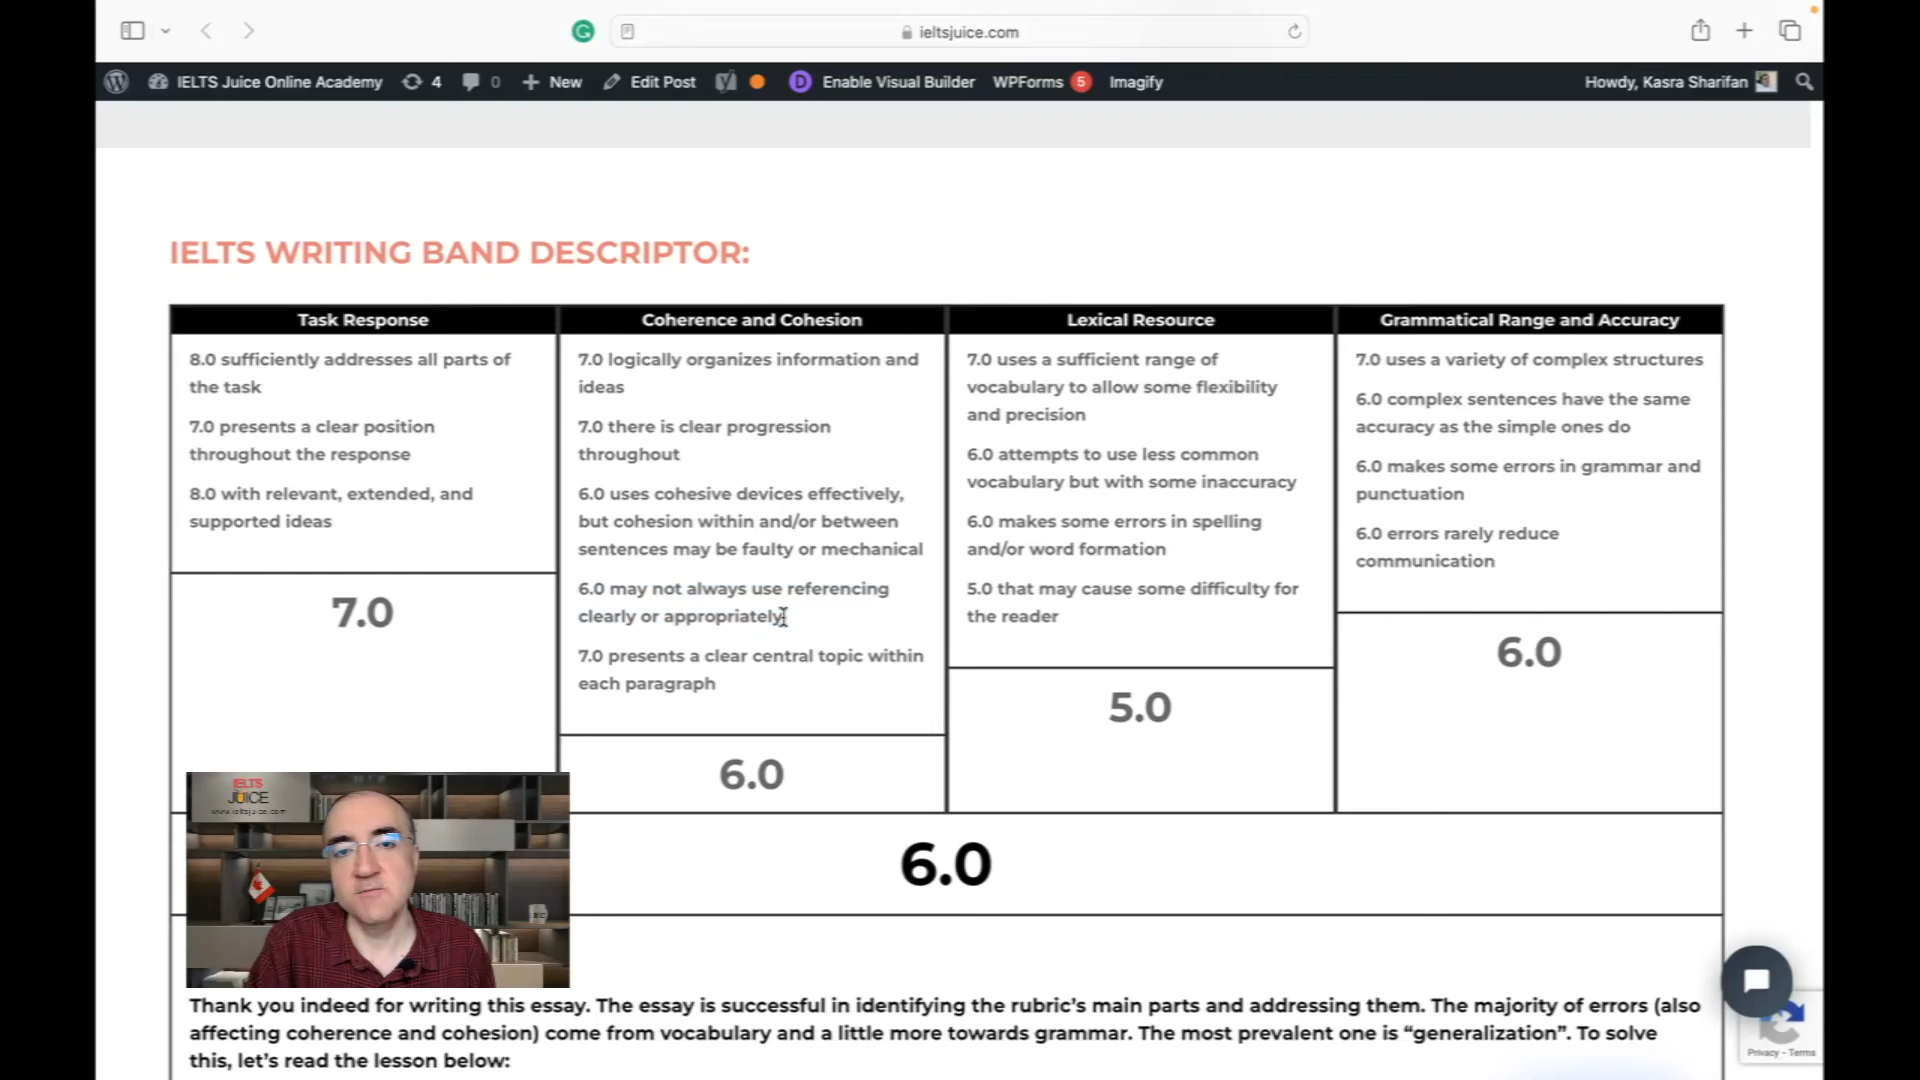 ieltsjuice.com
IELTS Juice Online Academy 4 0 New Edit Post Enable Visual Builder WPForms 5 Imagify Howdy, Kasra Sharifan
IELTS WRITING BAND DESCRIPTOR:
Task Response
8.0 sufficiently addresses all parts of
the task
7.0 presents a clear position
throughout the response
8.0 with relevant, extended, and
supported ideas
7.0
Coherence and Cohesion
7.0 logically organizes information and
ideas
7.0 there is clear progression
throughout
6.0 uses cohesive devices effectively,
but cohesion within and/or between
sentences may be faulty or mechanical
6.0 may not always use referencing
clearly or appropriately
7.0 presents a clear central topic within
each paragraph
6.0
Lexical Resource
7.0 uses a sufficient range of
vocabulary to allow some flexibility
and precision
6.0 attempts to use less common
vocabulary but with some inaccuracy
6.0 makes some errors in spelling
and/or word formation
5.0 that may cause some difficulty for
the reader
5.0
Grammatical Range and Accuracy
7.0 uses a variety of complex structures
6.0 complex sentences have the same
accuracy as the simple ones do
6.0 makes some errors in grammar and
punctuation
6.0 errors rarely reduce
communication
6.0
6.0
IELTS
JUICE
www.ieltsjuice.com
Thank you indeed for writing this essay. The essay is successful in identifying the rubric's main parts and addressing them. The majority of errors (also
affecting coherence and cohesion) come from vocabulary and a little more towards grammar. The most prevalent one is “generalization”. To solve
this, let's read the lesson below:
Privacy - Terms